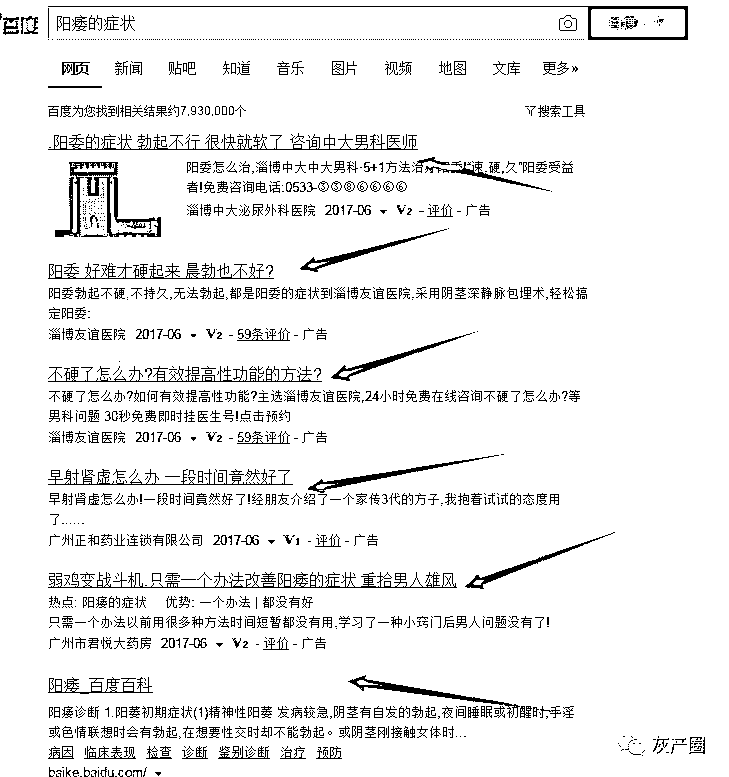 百度
阳痿的症状
网页 新闻 贴吧 知道 音乐 图片 视频 地图 文库 更多»
百度为您找到相关结果约7,930,000个 搜索工具
.阳委的症状 勃起不行 很快就软了 咨询中大男科医师
阳委怎么治,淄博中大中大男科·5+1方法治 速,硬,久"阳委受益
者!免费咨询电话:0533-
淄博中大泌尿外科医院 2017-06 V2 - 评价 - 广告
阳委 好难才硬起来 晨勃也不好?
阳委勃起不硬,不持久,无法勃起,都是阳委的症状到淄博友谊医院,采用阴茎深静脉包埋术,轻松搞
定阳委:
淄博友谊医院 2017-06 V2 - 59条评价 - 广告
不硬了怎么办?有效提高性功能的方法?
不硬了怎么办?如何有效提高性功能?主选淄博友谊医院,24小时免费在线咨询不硬了怎么办?等
男科问题 30秒免费即时挂医生号!点击预约
淄博友谊医院 2017-06 V2 - 59条评价 - 广告
早射肾虚怎么办 一段时间竟然好了
早射肾虚怎么办!一段时间竟然好了!经朋友介绍了一个家传3代的方子,我抱着试试的态度用
了......
广州正和药业连锁有限公司 2017-06 V1 - 评价 - 广告
弱鸡变战斗机.只需一个办法改善阳痿的症状 重拾男人雄风
热点: 阳痿的症状 优势: 一个办法 | 都没有好
只需一个办法以前用很多种方法时间短暂都没有用,学习了一种小窍门后男人问题没有了!
广州市君悦大药房 2017-06 V2 - 评价 - 广告
阳痿_百度百科
阳痿诊断 1.阳萎初期症状(1)精神性阳萎 发病较急,阴茎有自发的勃起,夜间睡眠或初醒时,手淫
或色情联想时会有勃起,在想要性交时却不能勃起。或阴茎刚接触女体时...
病因 临床表现 检查 诊断 鉴别诊断 治疗 预防
baike.baidu.com/
灰产圈